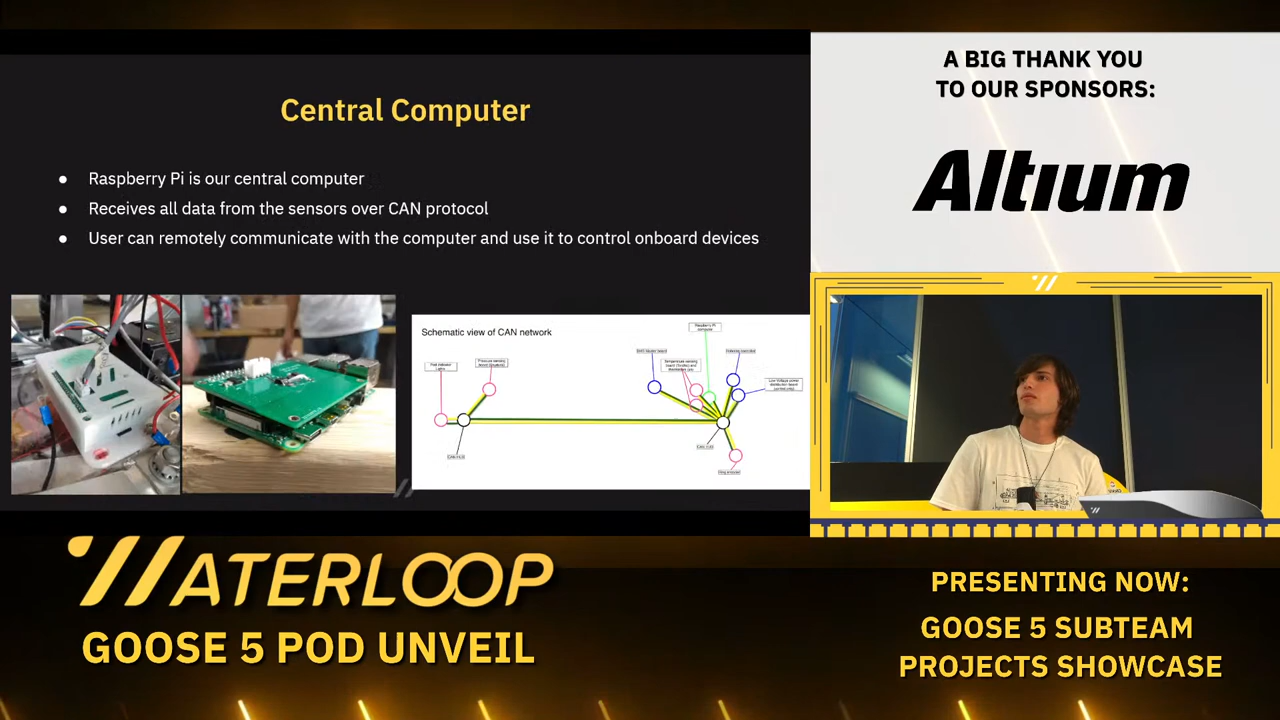 Central Computer
● Raspberry Pi is our central computer
● Receives all data from the sensors over CAN protocol
● User can remotely communicate with the computer and use it to control onboard devices
Schematic view of CAN network
A BIG THANK YOU
TO OUR SPONSORS:
Altium
WATERLOOP
GOOSE 5 POD UNVEIL
PRESENTING NOW:
GOOSE 5 SUBTEAM
PROJECTS SHOWCASE